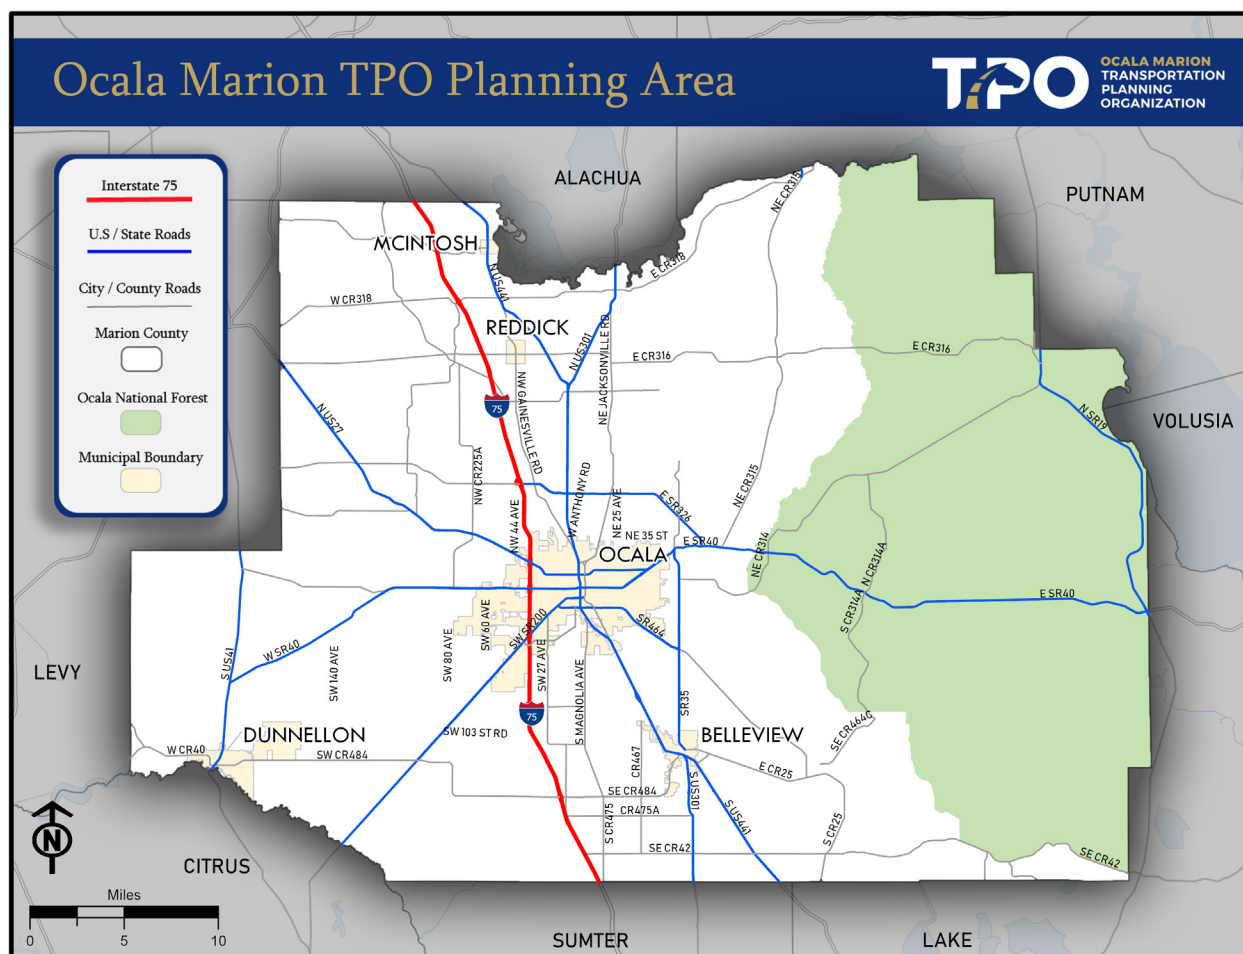 Ocala Marion TPO Planning Area
TPO
OCALA MARION
TRANSPORTATION
PLANNING
ORGANIZATION
Interstate 75
U.S / State Roads
City / County Roads
Marion County
Ocala National Forest
Municipal Boundary
ALACHUA
PUTNAM
VOLUSIA
LEVY
CITRUS
SUMTER
LAKE
MCINTOSH
REDDICK
OCALA
DUNNELLON
BELLEVIEW
NE CR315
E CR318
W CR318
N US441
N US301
NE JACKSONVILLE RD
E CR316
E CR316
N US27
NW GAINESVILLE RD
75
N SR19
NW CR225A
NW 44 AVE
W ANTHONY RD
NE 25 AVE
NE 35 ST
E SR326
NE CR315
E SR40
NE CR314
N CR314A
S CR314A
E SR40
S US41
W SR40
SW 140 AVE
SW 80 AVE
SW 60 AVE
SW SR200
SW 27 AVE
S MAGNOLIA AVE
SR464
SR35
75
SW 103 ST RD
W CR40
SW CR484
CR467
SE CR464C
E CR25
SE CR484
CR475A
S CR475
S US301
S US441
S CR25
SE CR42
SE CR42
N
Miles
0
5
10